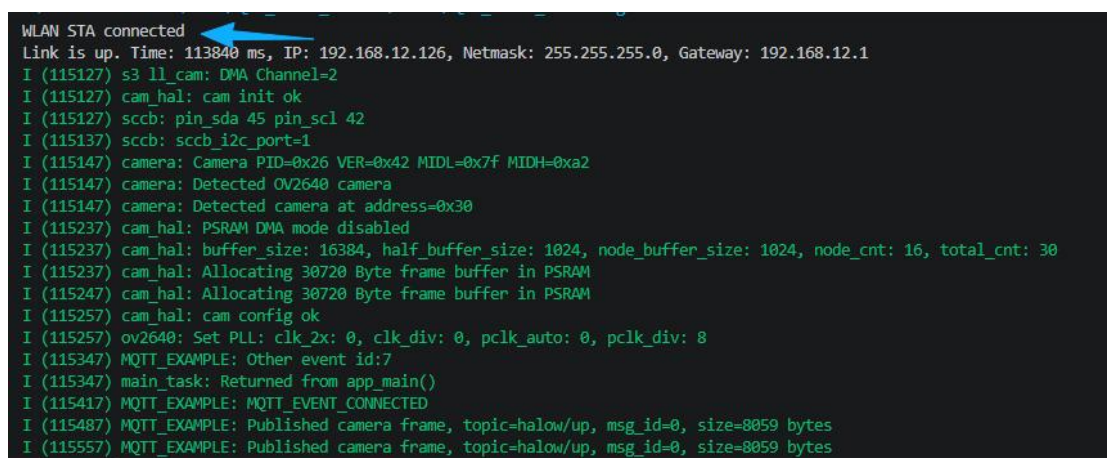 WLAN STA connected
Link is up. Time: 113840 ms, IP: 192.168.12.126, Netmask: 255.255.255.0, Gateway: 192.168.12.1
I (115127) s3 ll_cam: DMA Channel=2
I (115127) cam_hal: cam init ok
I (115127) sccb: pin_sda 45 pin_scl 42
I (115137) sccb: sccb_i2c_port=1
I (115147) camera: Camera PID=0x26 VER=0x42 MIDL=0x7f MIDH=0xa2
I (115147) camera: Detected OV2640 camera
I (115147) camera: Detected camera at address=0x30
I (115237) cam_hal: PSRAM DMA mode disabled
I (115237) cam_hal: buffer_size: 16384, half_buffer_size: 1024, node_buffer_size: 1024, node_cnt: 16, total_cnt: 30
I (115237) cam_hal: Allocating 30720 Byte frame buffer in PSRAM
I (115247) cam_hal: Allocating 30720 Byte frame buffer in PSRAM
I (115257) cam_hal: cam config ok
I (115257) ov2640: Set PLL: clk_2x: 0, clk_div: 0, pclk_auto: 0, pclk_div: 8
I (115347) MQTT_EXAMPLE: Other event id:7
I (115347) main_task: Returned from app_main()
I (115417) MQTT_EXAMPLE: MQTT_EVENT_CONNECTED
I (115487) MQTT_EXAMPLE: Published camera frame, topic=halow/up, msg_id=0, size=8059 bytes
I (115557) MQTT_EXAMPLE: Published camera frame, topic=halow/up, msg_id=0, size=8059 bytes